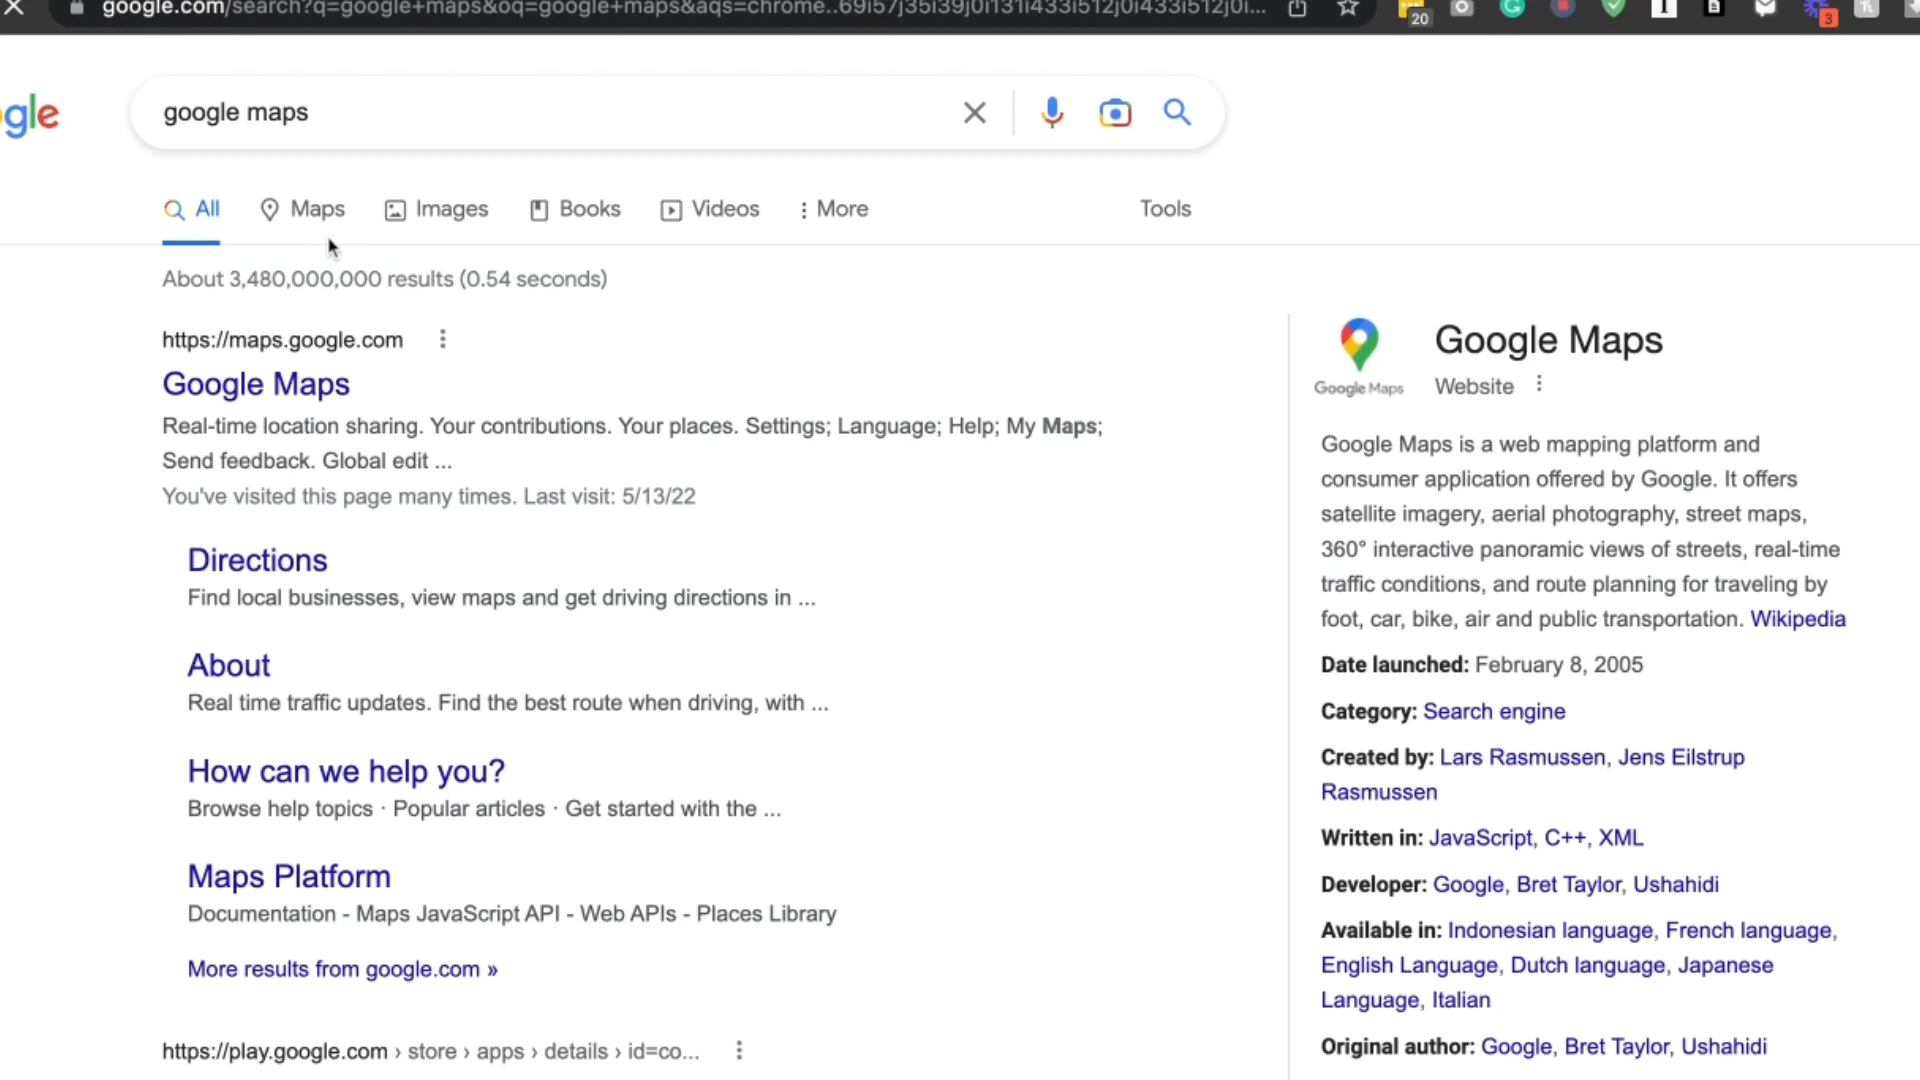 google.com/search?q=google+maps&oq=google+maps&aqs=chrome..69i57j35i39j0i131i433i512j0i433i512j0i...
20
3
gle
google maps
All
Maps
Images
Books
Videos
More
Tools
About 3,480,000,000 results (0.54 seconds)
https://maps.google.com
Google Maps
Real-time location sharing. Your contributions. Your places. Settings; Language; Help; My Maps;
Send feedback. Global edit ...
You've visited this page many times. Last visit: 5/13/22
Directions
Find local businesses, view maps and get driving directions in ...
About
Real time traffic updates. Find the best route when driving, with ...
How can we help you?
Browse help topics · Popular articles · Get started with the ...
Maps Platform
Documentation - Maps JavaScript API - Web APIs - Places Library
More results from google.com »
https://play.google.com › store › apps › details › id=co...
Google Maps
Google Maps
Website
Google Maps is a web mapping platform and
consumer application offered by Google. It offers
satellite imagery, aerial photography, street maps,
360° interactive panoramic views of streets, real-time
traffic conditions, and route planning for traveling by
foot, car, bike, air and public transportation. Wikipedia
Date launched: February 8, 2005
Category: Search engine
Created by: Lars Rasmussen, Jens Eilstrup
Rasmussen
Written in: JavaScript, C++, XML
Developer: Google, Bret Taylor, Ushahidi
Available in: Indonesian language, French language,
English Language, Dutch language, Japanese
Language, Italian
Original author: Google, Bret Taylor, Ushahidi